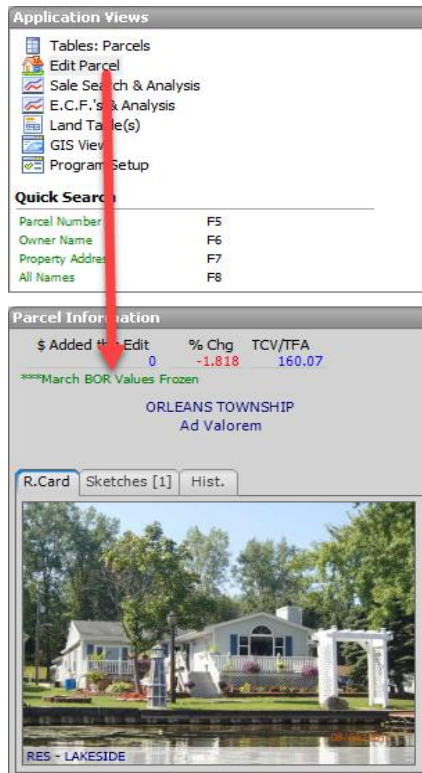 Application Views
Tables: Parcels
Edit Parcel
Sale Search & Analysis
E.C.F.'s & Analysis
Land Table(s)
GIS View
Program Setup
Quick Search
Parcel Number F5
Owner Name F6
Property Address F7
All Names F8
Parcel Information
$ Added this Edit % Chg TCV/TFA
0 -1.818 160.07
***March BOR Values Frozen
ORLEANS TOWNSHIP
Ad Valorem
R.Card Sketches [1] Hist.
RES - LAKESIDE